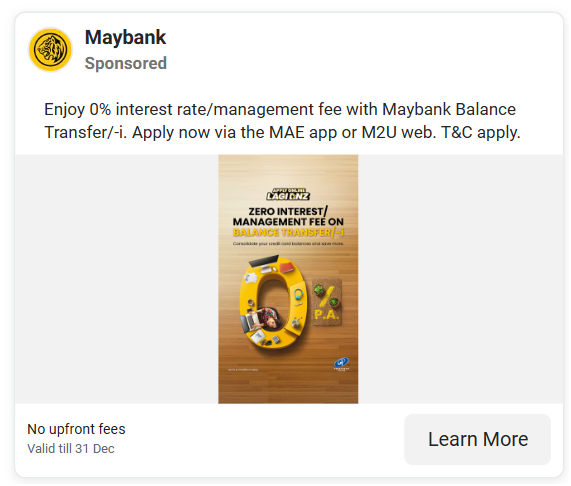 Maybank
Sponsored
Enjoy 0% interest rate/management fee with Maybank Balance
Transfer/-i. Apply now via the MAE app or M2U web. T&C apply.
APPLY ONLINE
LAGI
ZERO INTEREST/
MANAGEMENT FEE ON
BALANCE TRANSFER/-i
Consolidate your credit card balances and save more.
0%
P.A.
No upfront fees
Valid till 31 Dec
Learn More